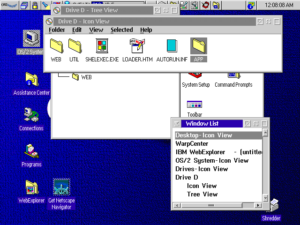 12:08:08 AM
Drive D - Tree View
Drive D - Icon View
Folder Edit View Selected Help
WEB UTIL SHELEXEC.EXE LOADER.HTM AUTORUN.INF APP
OS/2 System
WEB
System Setup Command Prompts
Assistance Center
Toolbar
Connections
Window List
Desktop - Icon View
WarpCenter
IBM WebExplorer - (untitle
OS/2 System - Icon View
Drives - Icon View
Drive D
Icon View
Tree View
Programs
WebExplorer
Get Netscape
Navigator
Shredder